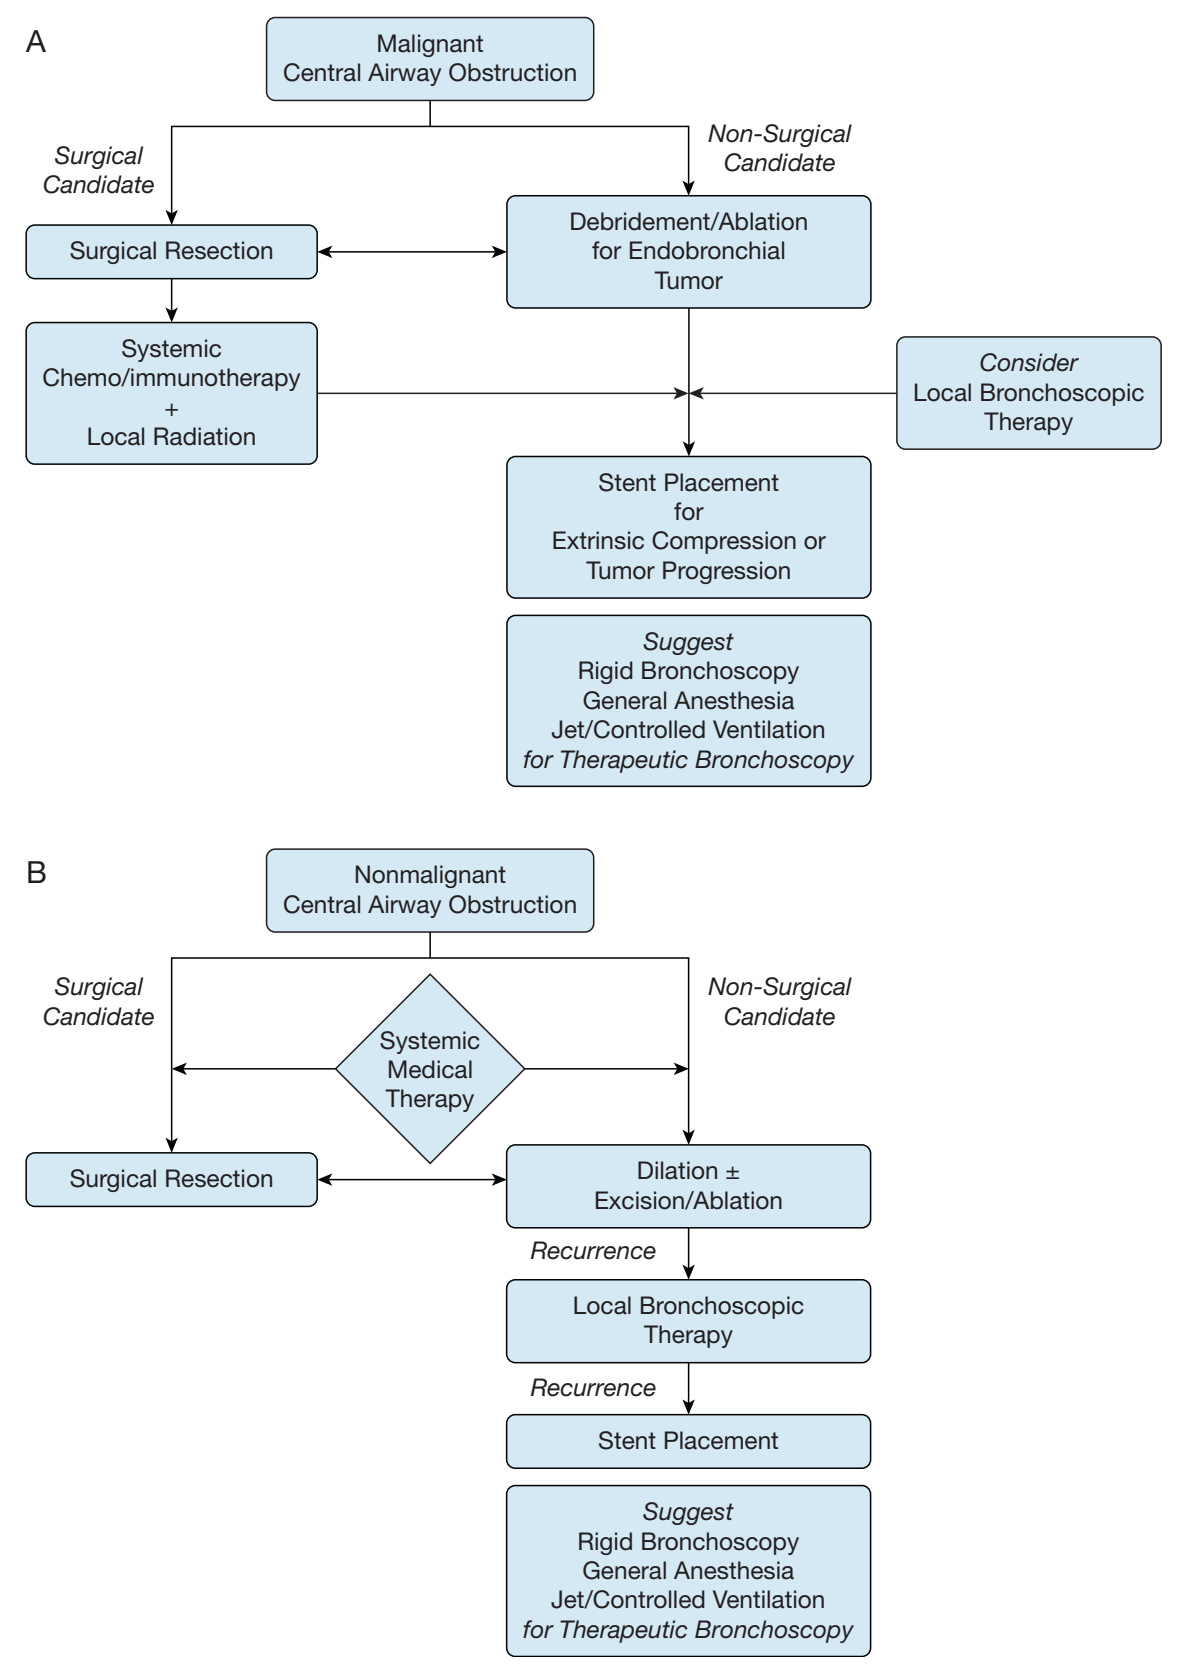 A
Malignant
Central Airway Obstruction
Surgical
Candidate
Non-Surgical
Candidate
Surgical Resection
Debridement/Ablation
for Endobronchial
Tumor
Systemic
Chemo/immunotherapy
+
Local Radiation
Consider
Local Bronchoscopic
Therapy
Stent Placement
for
Extrinsic Compression or
Tumor Progression
Suggest
Rigid Bronchoscopy
General Anesthesia
Jet/Controlled Ventilation
for Therapeutic Bronchoscopy
B
Nonmalignant
Central Airway Obstruction
Surgical
Candidate
Non-Surgical
Candidate
Systemic
Medical
Therapy
Surgical Resection
Dilation ±
Excision/Ablation
Recurrence
Local Bronchoscopic
Therapy
Recurrence
Stent Placement
Suggest
Rigid Bronchoscopy
General Anesthesia
Jet/Controlled Ventilation
for Therapeutic Bronchoscopy